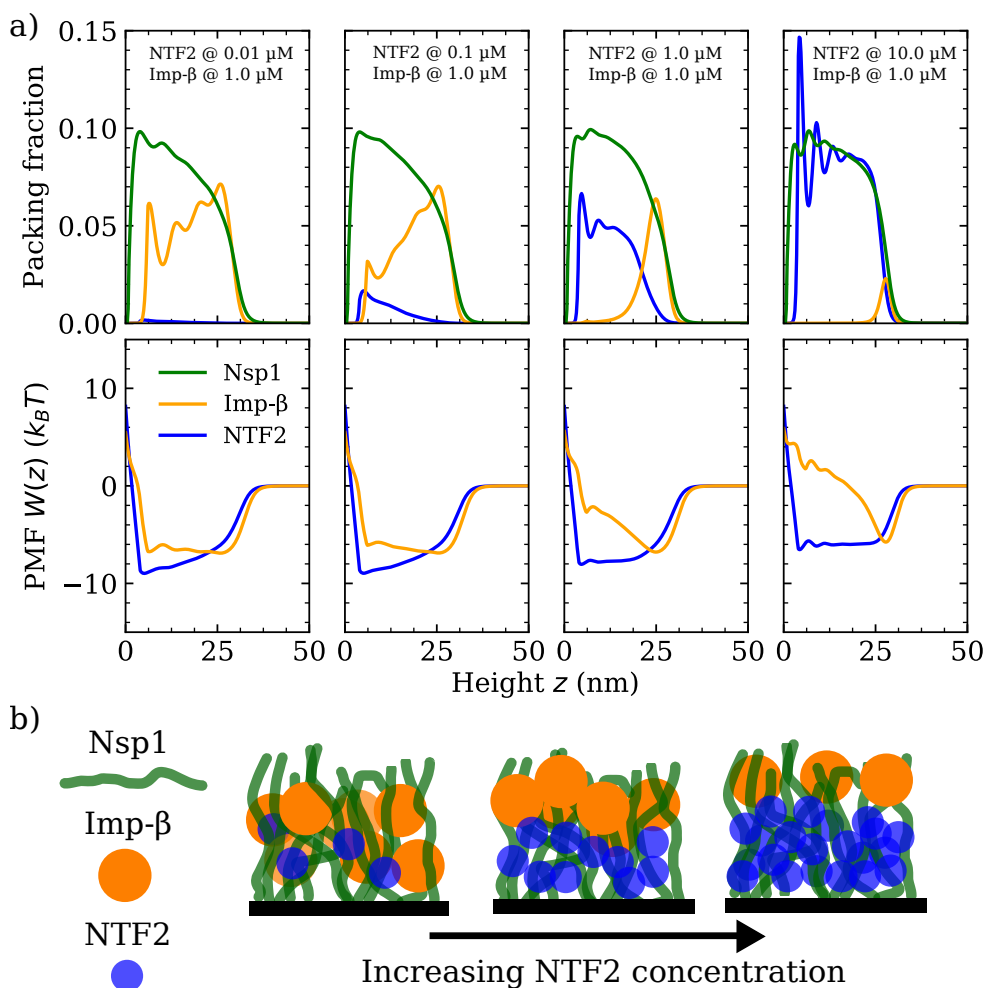 a)
NTF2 @ 0.01 μM
Imp-β @ 1.0 μM
NTF2 @ 0.1 μM
Imp-β @ 1.0 μM
NTF2 @ 1.0 μM
Imp-β @ 1.0 μM
NTF2 @ 10.0 μM
Imp-β @ 1.0 μM
Packing fraction
0.15
0.10
0.05
0.00
Nsp1
Imp-β
NTF2
PMF W(z) (k_BT)
10
0
−10
0 25 50
0 25 50
0 25 50
0 25 50
Height z (nm)
b)
Nsp1
Imp-β
NTF2
Increasing NTF2 concentration